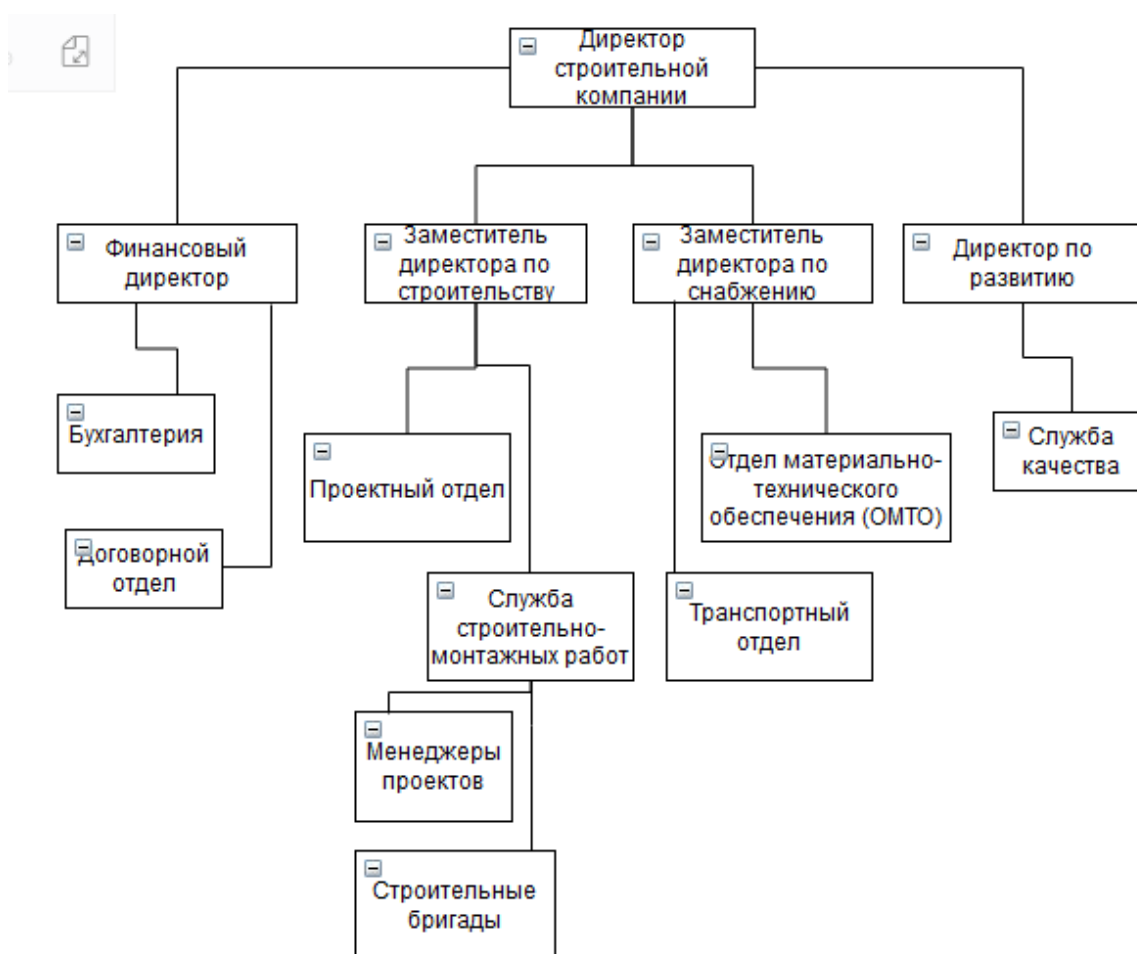 Директор
строительной
компании
Финансовый
директор
Заместитель
директора по
строительству
Заместитель
директора по
снабжению
Директор по
развитию
Бухгалтерия
Проектный отдел
Отдел материально-
технического
обеспечения (ОМТО)
Служба
качества
Договорной
отдел
Служба
строительно-
монтажных работ
Транспортный
отдел
Менеджеры
проектов
Строительные
бригады